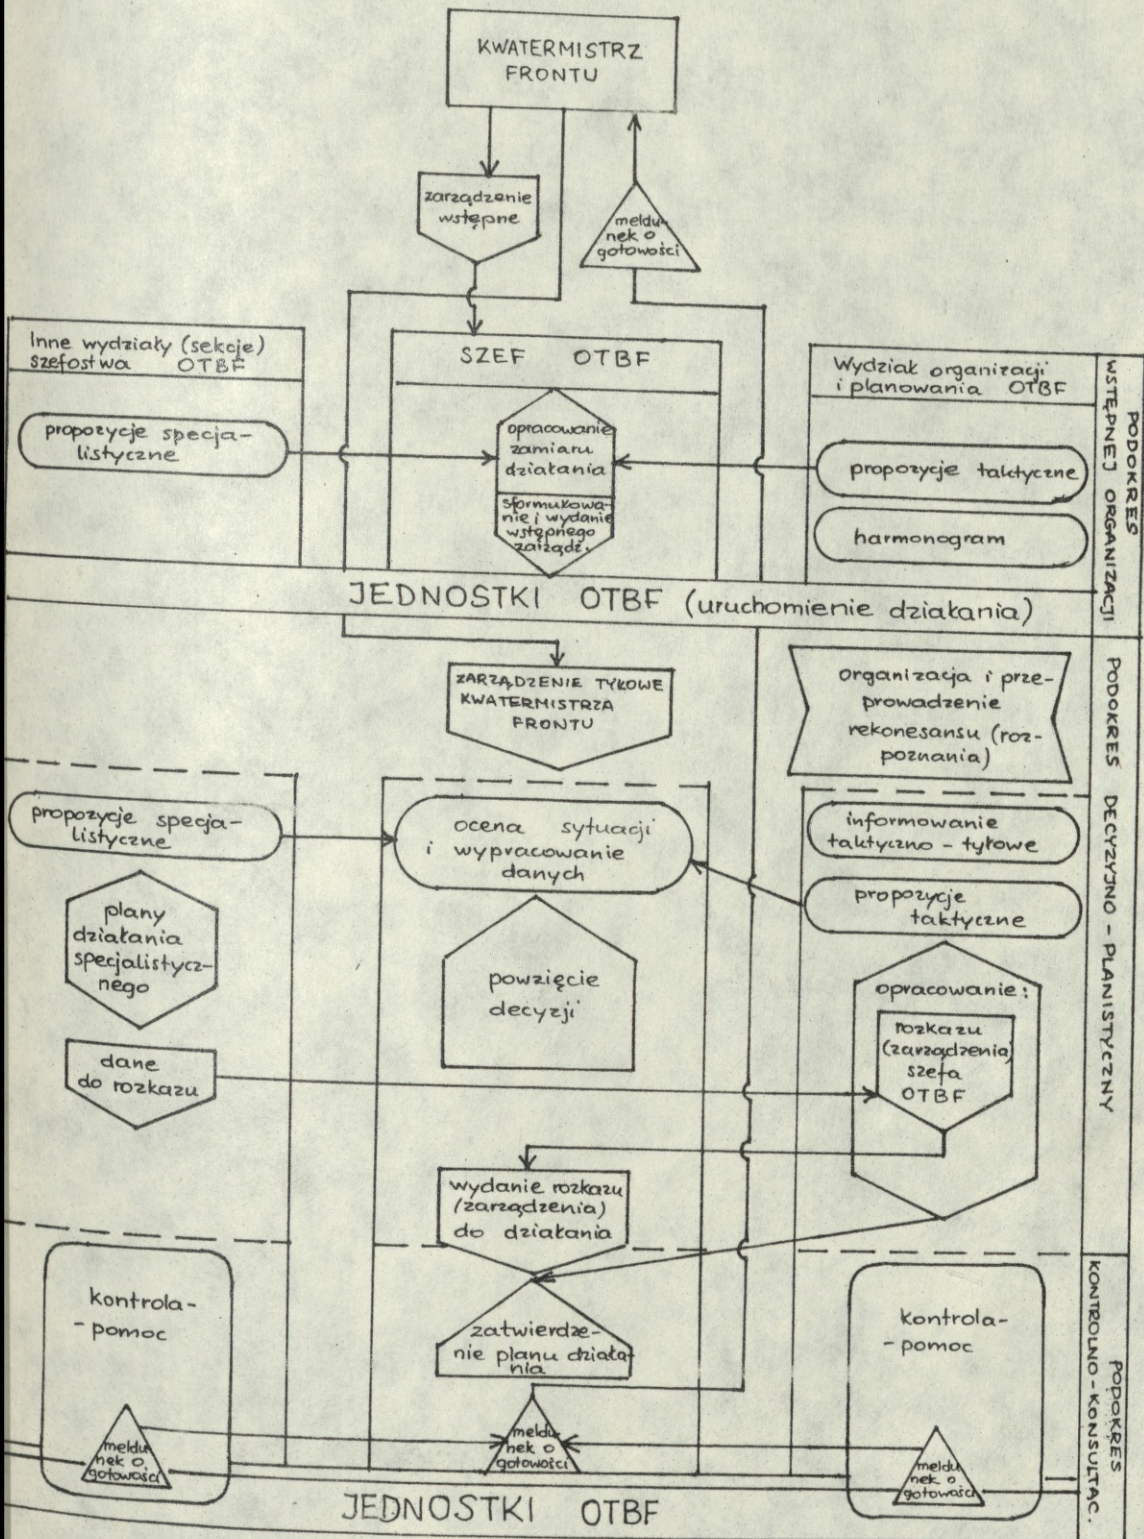 KWATERMISTRZ
FRONTU
zarządzenie
wstępne
meldu-
nek o
gotowości
Inne wydziały (sekcje)
szefostwa OTBF
SZEF OTBF
Wydział organizacji
i planowania OTBF
propozycje specja-
listyczne
opracowanie
zamiaru
działania
sformułowa-
nie i wydanie
wstępnego
zarządz.
propozycje taktyczne
harmonogram
PODOKRES
WSTĘPNEJ ORGANIZACJI
JEDNOSTKI OTBF (uruchomienie działania)
ZARZĄDZENIE TYŁOWE
KWATERMISTRZA
FRONTU
organizacja i prze-
prowadzenie
rekonesansu (roz-
poznania)
PODOKRES DECYZYJNO - PLANISTYCZNY
propozycje specja-
listyczne
ocena sytuacji
i wypracowanie
danych
informowanie
taktyczno - tyłowe
propozycje
taktyczne
plany
działania
specjalistycz-
nego
powzięcie
decyzji
opracowanie:
rozkazu
(zarządzenia)
szefa
OTBF
dane
do rozkazu
wydanie rozkazu
(zarządzenia)
do działania
kontrola-
- pomoc
zatwierdze-
nie planu działa-
nia
kontrola-
- pomoc
PODOKRES
KONTROLNO - KONSULTAC.
meldu
nek o
gotowości
meldu-
nek o
gotowości
meldu
nek o
gotowości
JEDNOSTKI OTBF